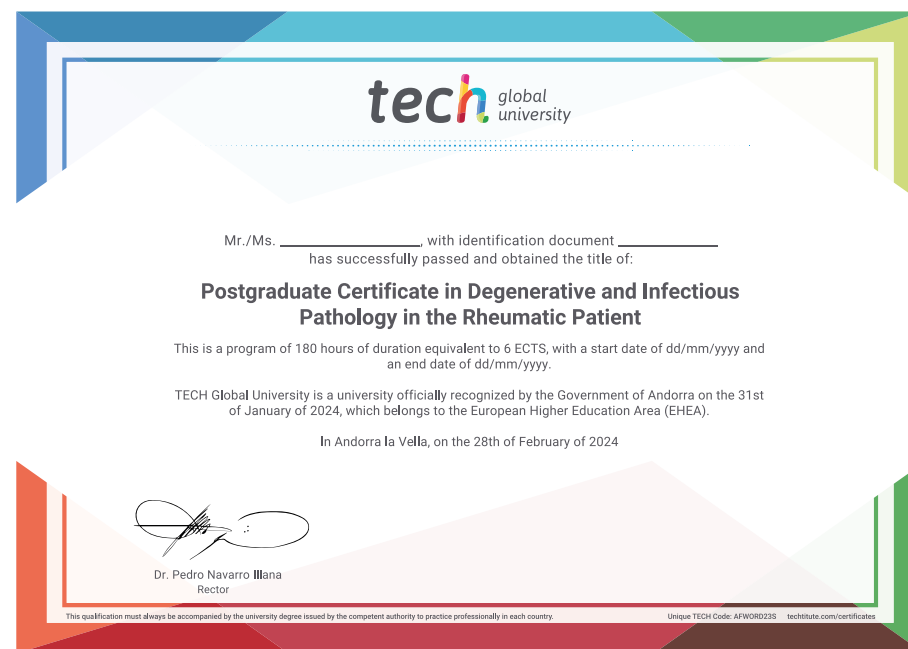 tech global university
Mr./Ms. ____________________, with identification document ______________
has successfully passed and obtained the title of:
Postgraduate Certificate in Degenerative and Infectious
Pathology in the Rheumatic Patient
This is a program of 180 hours of duration equivalent to 6 ECTS, with a start date of dd/mm/yyyy and
an end date of dd/mm/yyyy.
TECH Global University is a university officially recognized by the Government of Andorra on the 31st
of January of 2024, which belongs to the European Higher Education Area (EHEA).
In Andorra la Vella, on the 28th of February of 2024
Dr. Pedro Navarro Illana
Rector
This qualification must always be accompanied by the university degree issued by the competent authority to practice professionally in each country.
Unique TECH Code: AFWORD23S techtitute.com/certificates